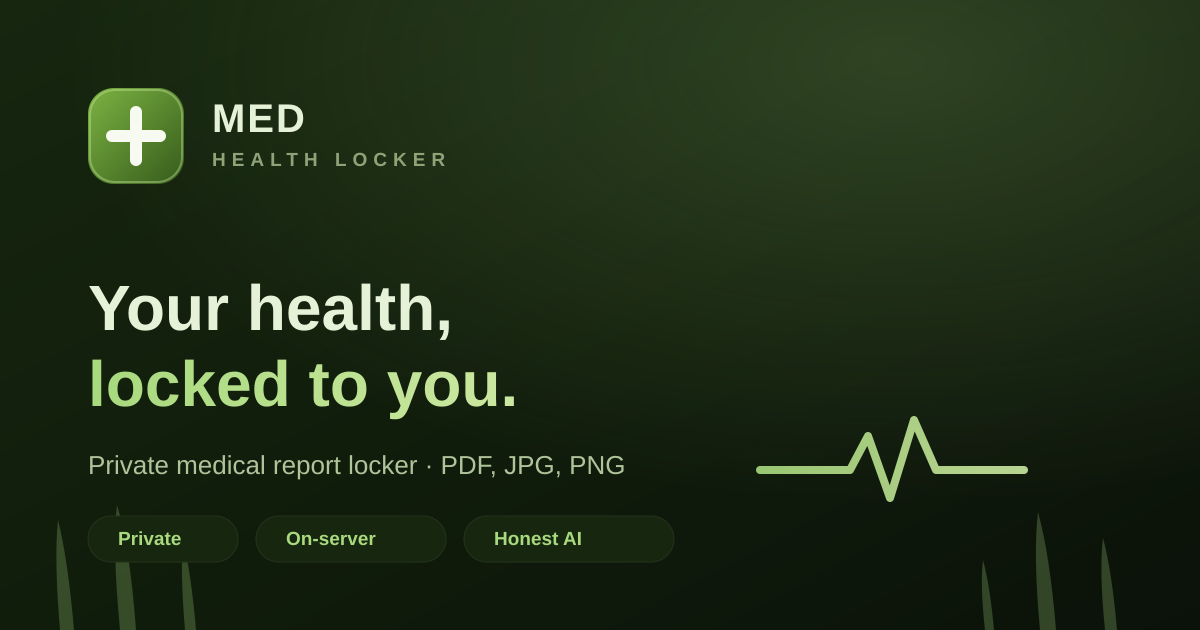 MED
HEALTH LOCKER
Your health,
locked to you.
Private medical report locker · PDF, JPG, PNG
Private
On-server
Honest AI